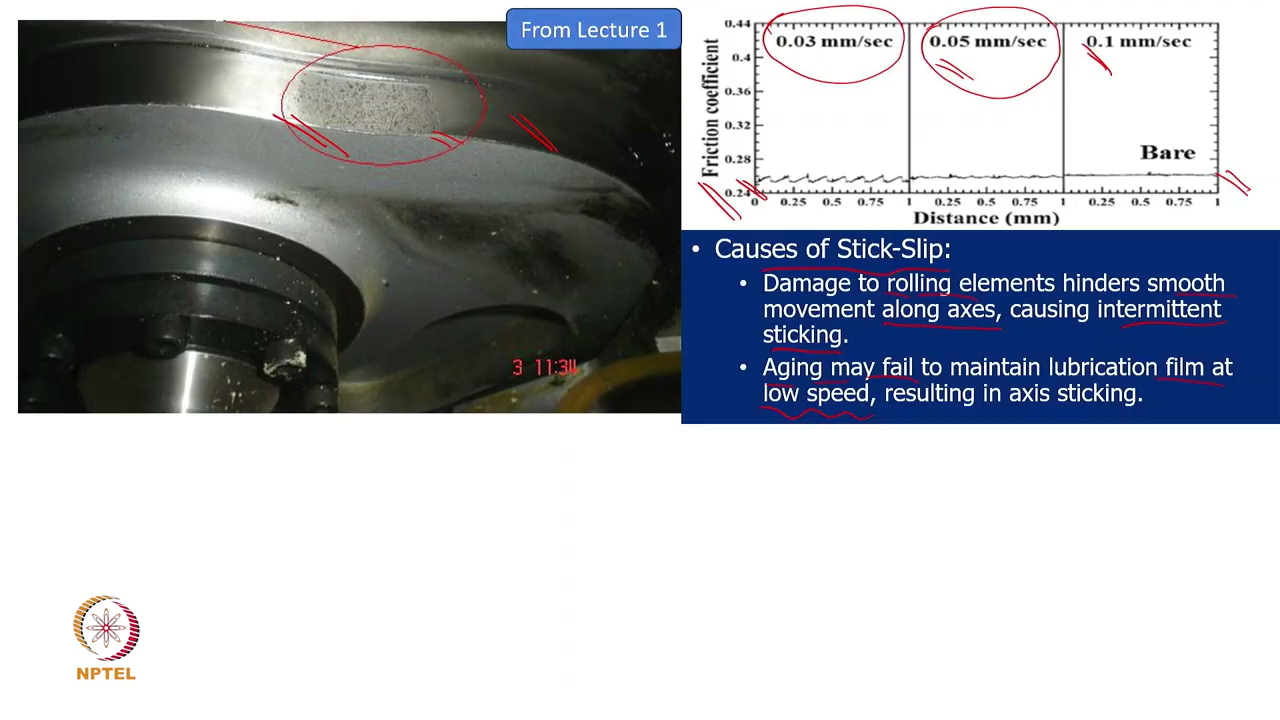 From Lecture 1
0.44
0.4
0.36
0.32
0.28
0.24
Friction coefficient
0.03 mm/sec
0.05 mm/sec
0.1 mm/sec
Bare
0 0.25 0.5 0.75 1 0.25 0.5 0.75 1 0.25 0.5 0.75 1
Distance (mm)
• Causes of Stick-Slip:
• Damage to rolling elements hinders smooth
movement along axes, causing intermittent
sticking.
• Aging may fail to maintain lubrication film at
low speed, resulting in axis sticking.
3 11:34
NPTEL